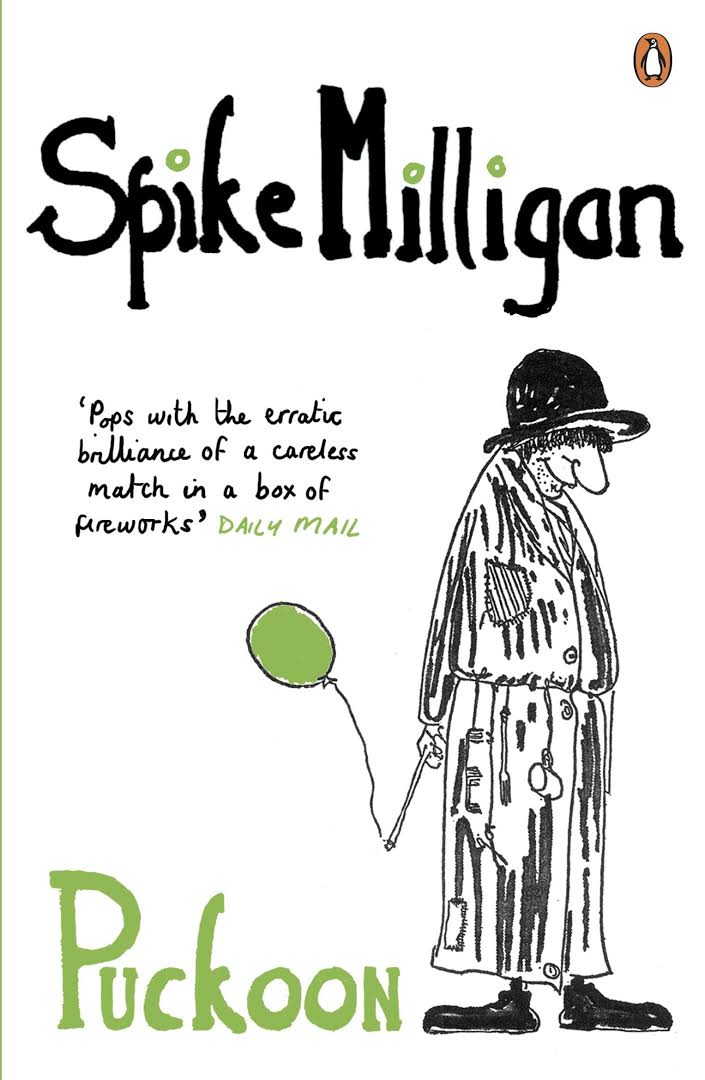 Spike Milligan
‘Pops with the erratic
brilliance of a careless
match in a box of
fireworks’ DAILY MAIL
Puckoon